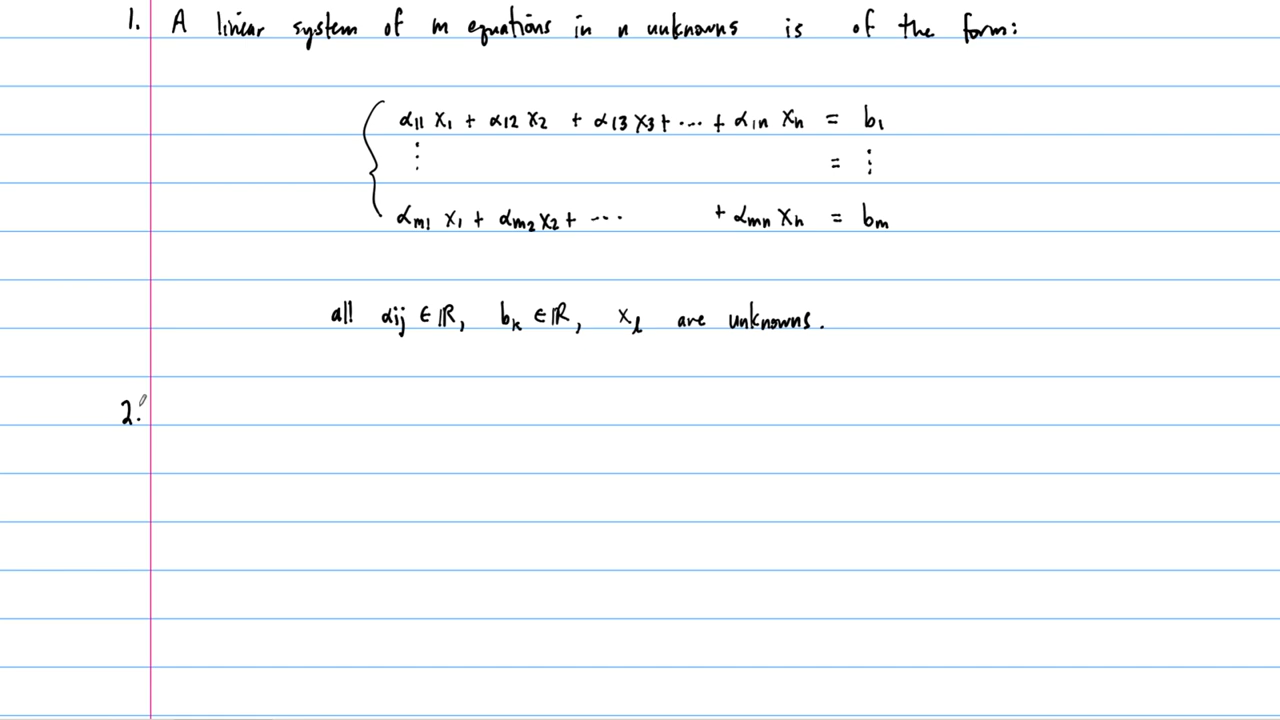 1. A linear system of m equations in n unknowns is of the form:
α₁₁ x₁ + α₁₂ x₂ + α₁₃ x₃ + ... + α₁ₙ xₙ = b₁
⋮ = ⋮
αₘ₁ x₁ + αₘ₂ x₂ + ... + αₘₙ xₙ = bₘ
all αij ∈ ℝ, bₖ ∈ ℝ, xₗ are unknowns.
2.